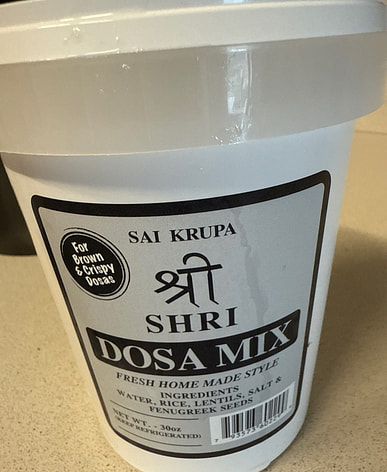 SAI KRUPA
For
Brown
& Crispy
Dosas
श्री
SHRI
DOSA MIX
FRESH HOME MADE STYLE
INGREDIENTS
WATER, RICE, LENTILS, SALT &
FENUGREEK SEEDS
NET WT. - 30oz
(KEEP REFRIGERATED)